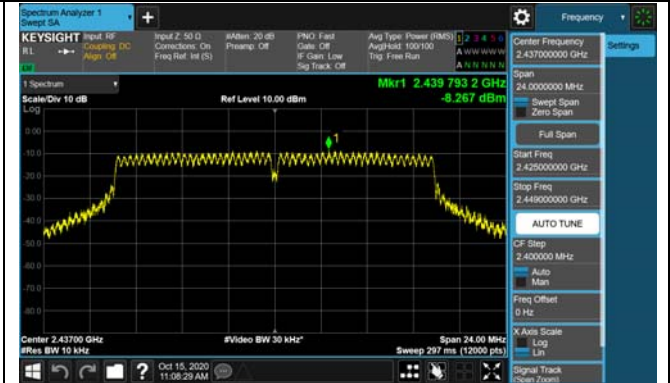 Spectrum Analyzer 1
Swept SA
+
Frequency
KEYSIGHT
RL
Input: RF
Coupling: DC
Align: Off
Input Z: 50 Ω
Corrections: On
Freq Ref: Int (S)
#Atten: 20 dB
Preamp: Off
PNO: Fast
Gate: Off
IF Gain: Low
Sig Track: Off
Avg Type: Power (RMS)
Avg|Hold: 100/100
Trig: Free Run
1 2 3 4 5 6
A W W W W W
A N N N N N
1 Spectrum
Scale/Div 10 dB
Ref Level 10.00 dBm
Mkr1 2.439 793 2 GHz
-8.267 dBm
Log
0.00
-10.0
-20.0
-30.0
-40.0
-50.0
-60.0
-70.0
-80.0
1
Center 2.43700 GHz
#Res BW 10 kHz
#Video BW 30 kHz*
Span 24.00 MHz
Sweep 297 ms (12000 pts)
Center Frequency
2.437000000 GHz
Settings
Span
24.0000000 MHz
Swept Span
Zero Span
Full Span
Start Freq
2.425000000 GHz
Stop Freq
2.449000000 GHz
AUTO TUNE
CF Step
2.400000 MHz
Auto
Man
Freq Offset
0 Hz
X Axis Scale
Log
Lin
Signal Track
(Span Zoom)
?
Oct 15, 2020
11:08:29 AM